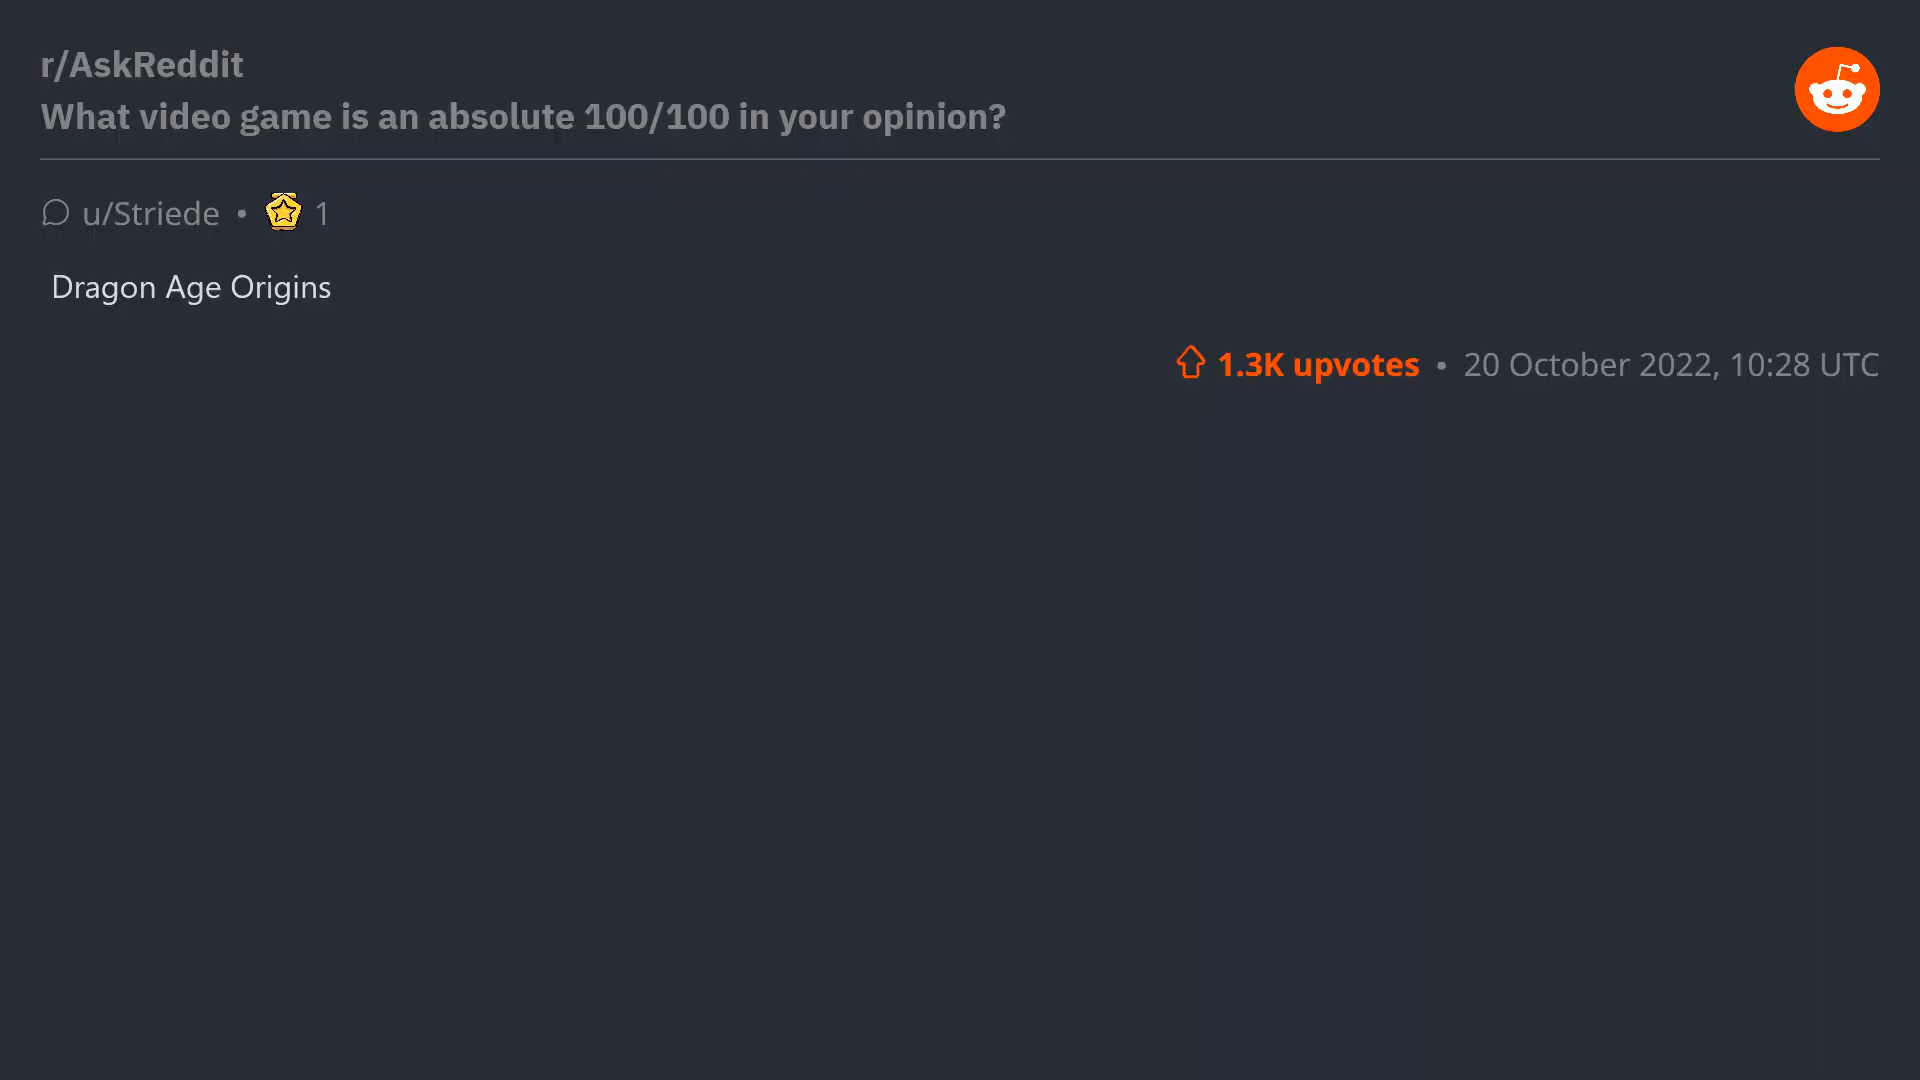 r/AskReddit
What video game is an absolute 100/100 in your opinion?
u/Striede • 1
Dragon Age Origins
1.3K upvotes • 20 October 2022, 10:28 UTC